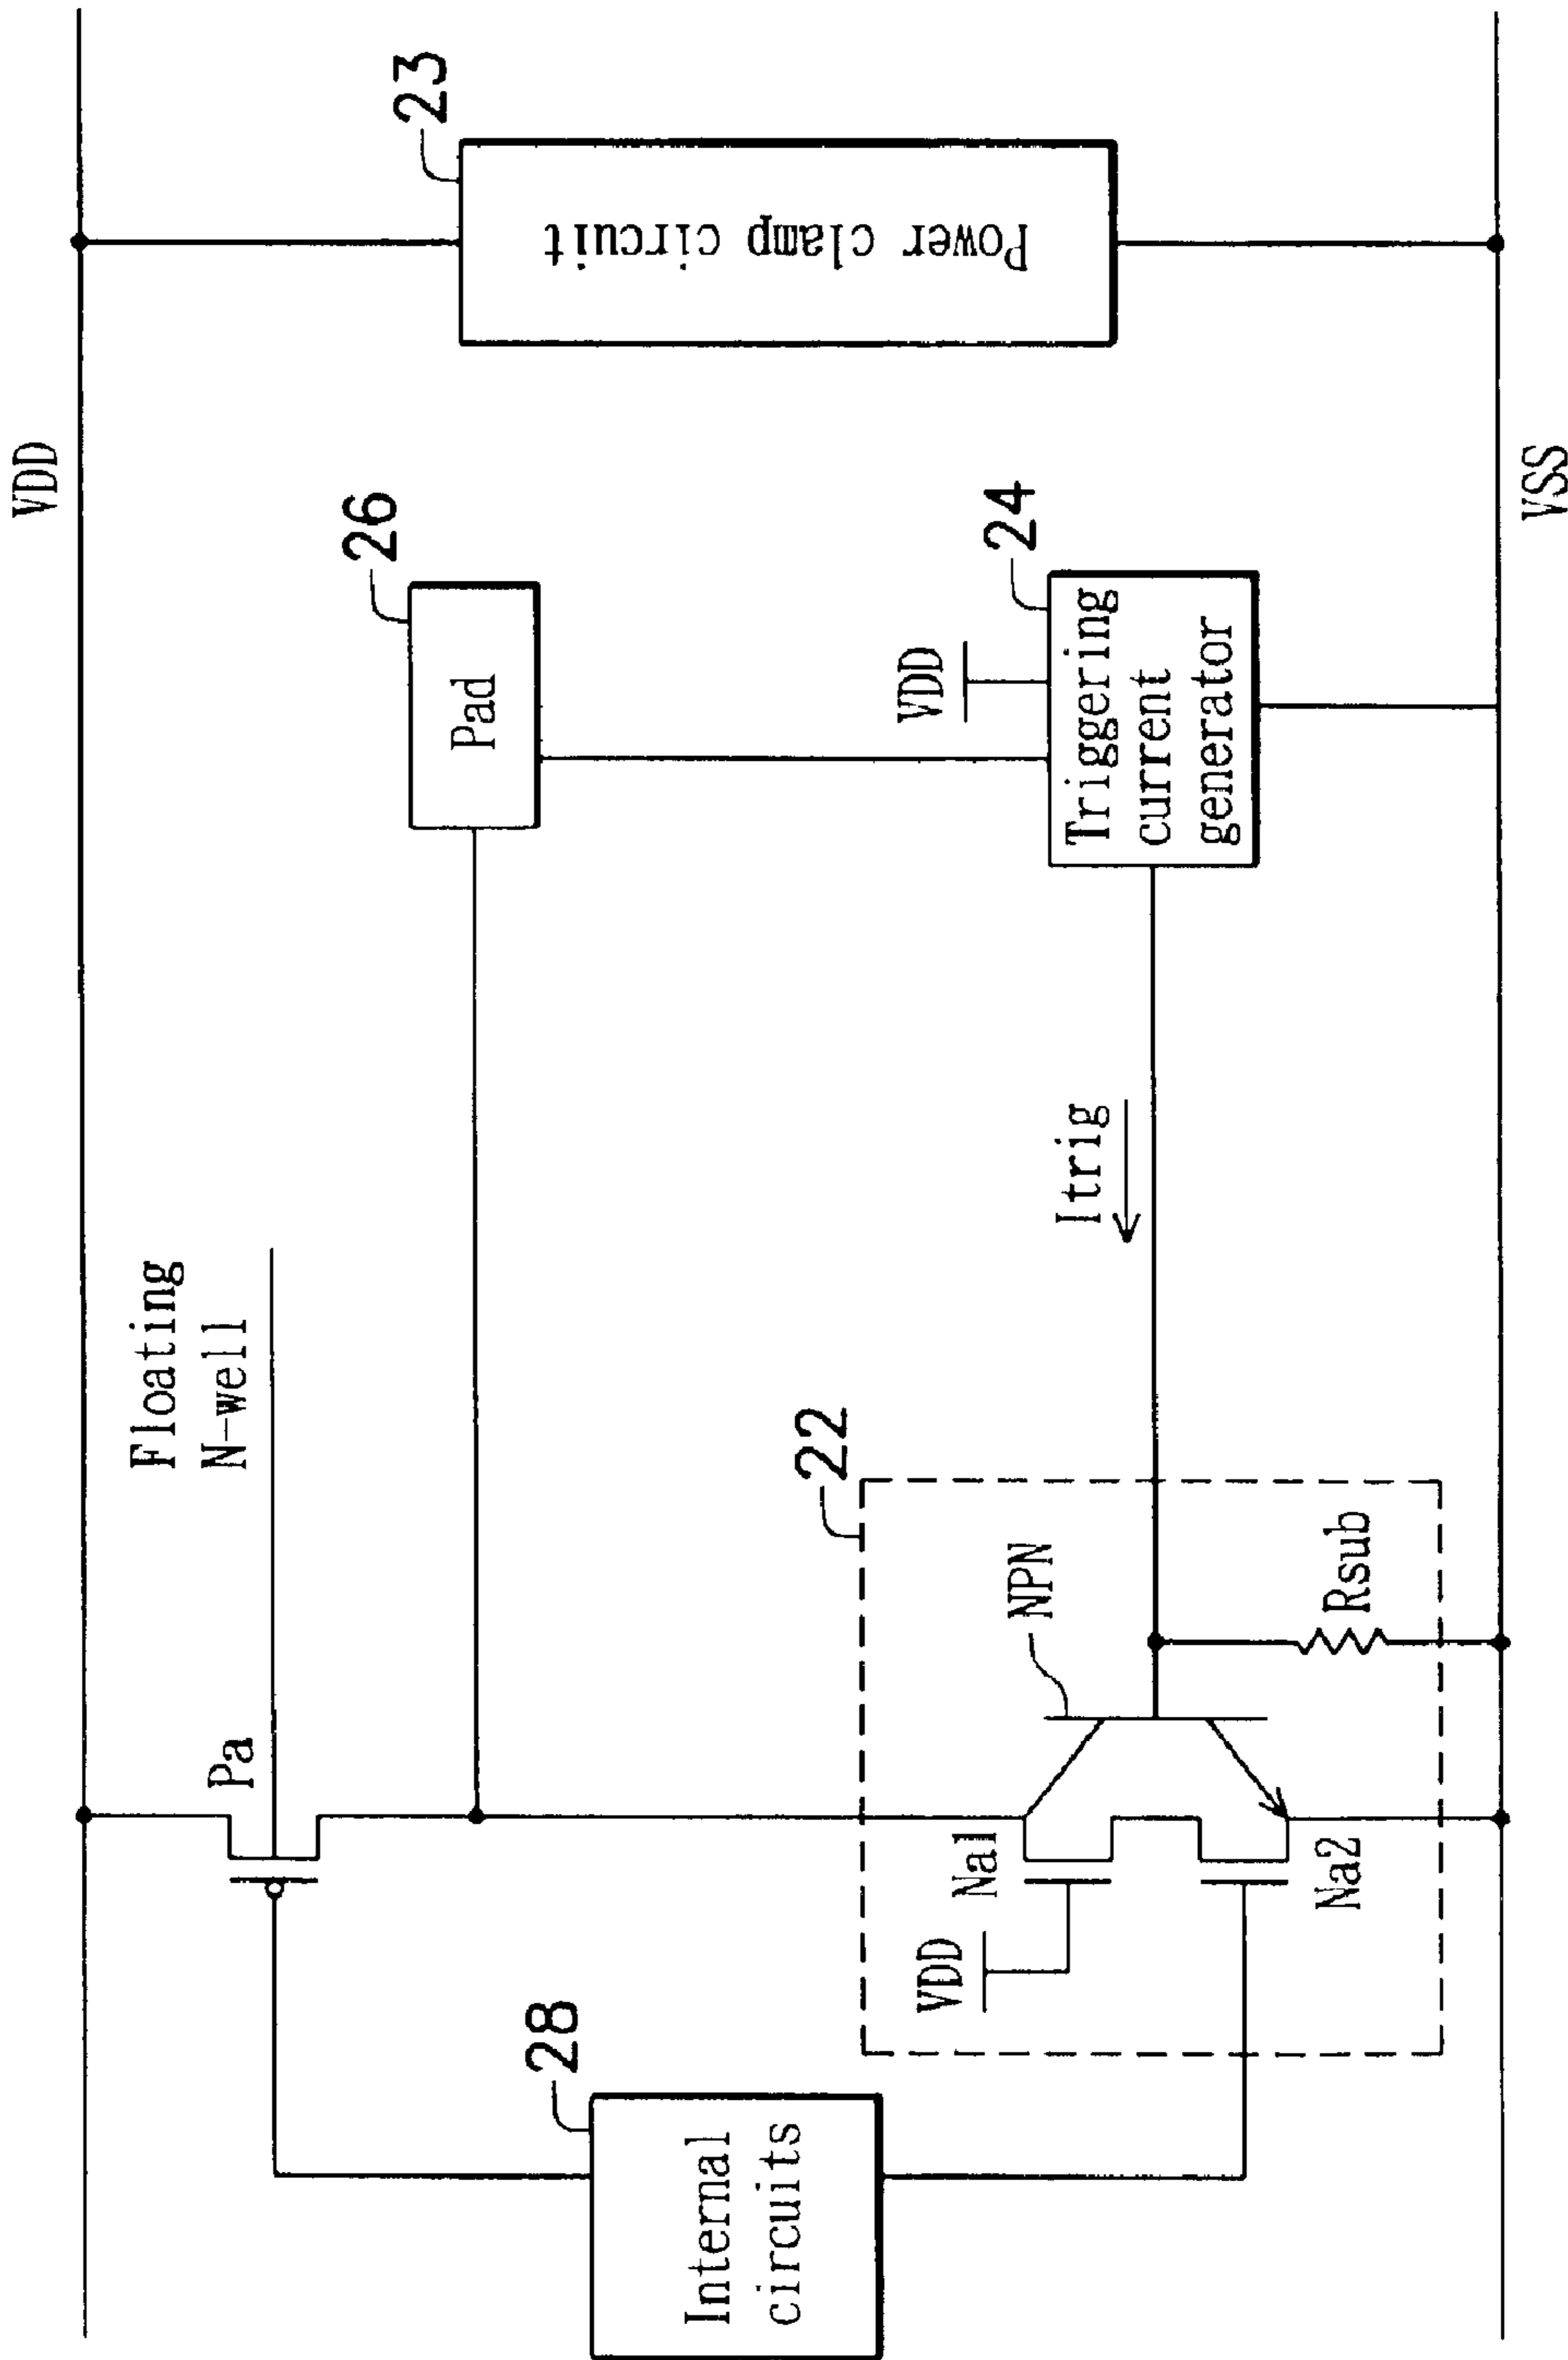 VDD
Floating
N-well
Pa
26
Pad
23
Power clamp circuit
28
Internal
circuits
22
VDD
Na1
Na2
NPN
Rsub
Itrig
VDD
24
Triggering
current
generator
VSS